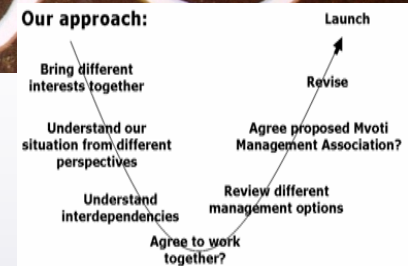 Our approach:
Launch
Bring different
interests together
Revise
Understand our
situation from different
perspectives
Agree proposed Mvoti
Management Association?
Understand
interdependencies
Review different
management options
Agree to work
together?